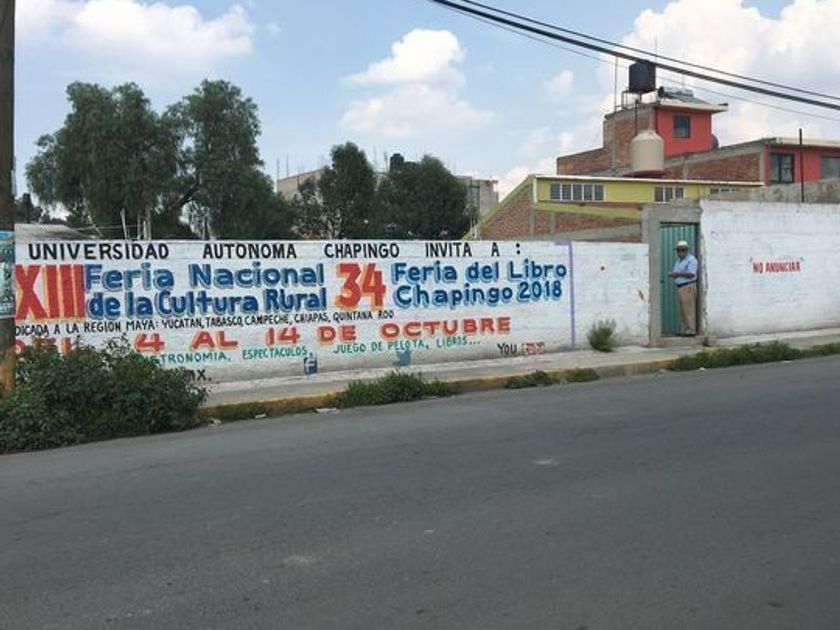 UNIVERSIDAD AUTONOMA CHAPINGO INVITA A :
XIII Feria Nacional 34 Feria del Libro
de la Cultura Rural Chapingo 2018
DICADA A LA REGION MAYA: YUCATAN, TABASCO, CAMPECHE, CHIAPAS, QUINTANA ROO
4 AL 14 DE OCTUBRE
TRONOMIA, ESPECTACULOS, JUEGO DE PELOTA, LIBROS...
YOU
"NO ANUNCIAR"